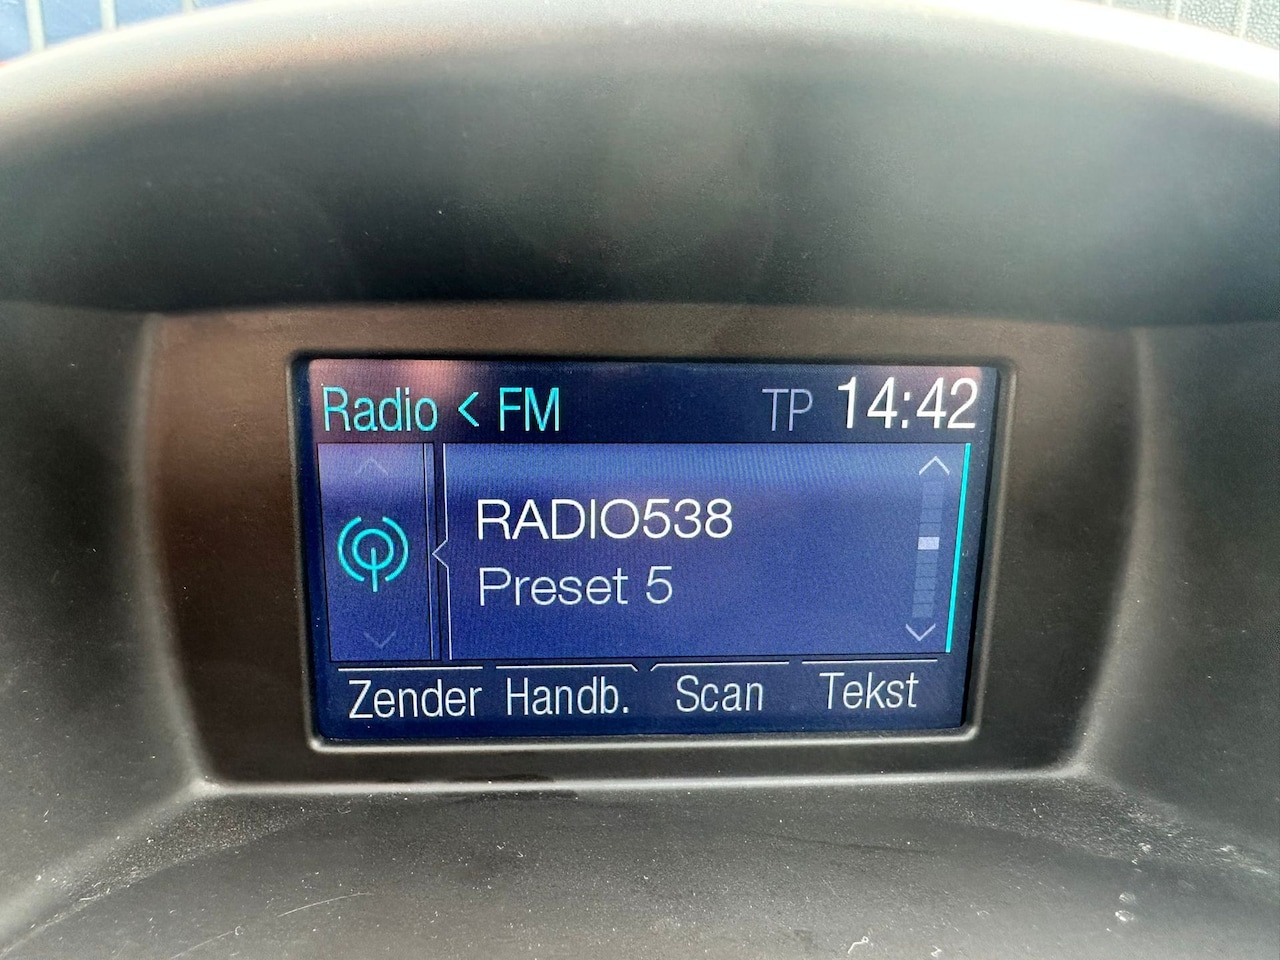 Radio < FM TP 14:42
RADIO538
Preset 5
Zender Handb. Scan Tekst